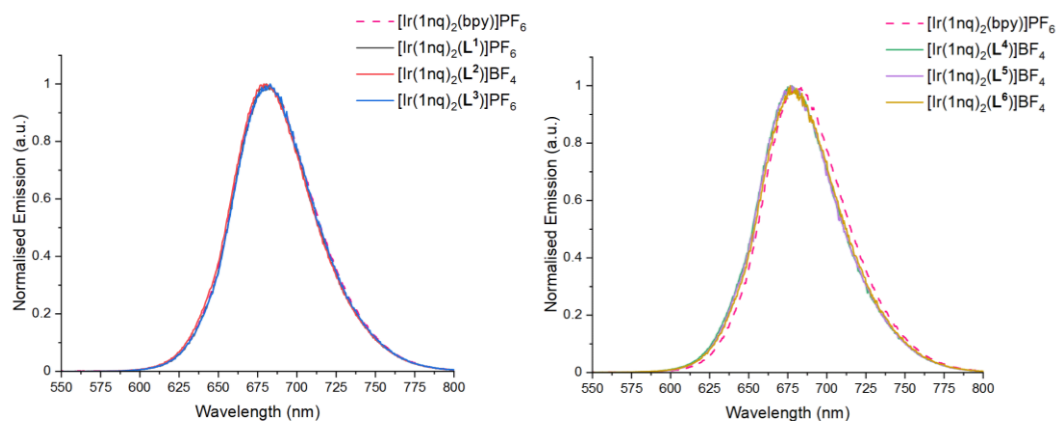 [Ir(1nq)₂(bpy)]PF₆
[Ir(1nq)₂(L¹)]PF₆
[Ir(1nq)₂(L²)]BF₄
[Ir(1nq)₂(L³)]PF₆
Normalised Emission (a.u.)
1
0.8
0.6
0.4
0.2
0
550 575 600 625 650 675 700 725 750 775 800
Wavelength (nm)
[Ir(1nq)₂(bpy)]PF₆
[Ir(1nq)₂(L⁴)]BF₄
[Ir(1nq)₂(L⁵)]BF₄
[Ir(1nq)₂(L⁶)]BF₄
Normalised Emission (a.u.)
1
0.8
0.6
0.4
0.2
0
550 575 600 625 650 675 700 725 750 775 800
Wavelength (nm)